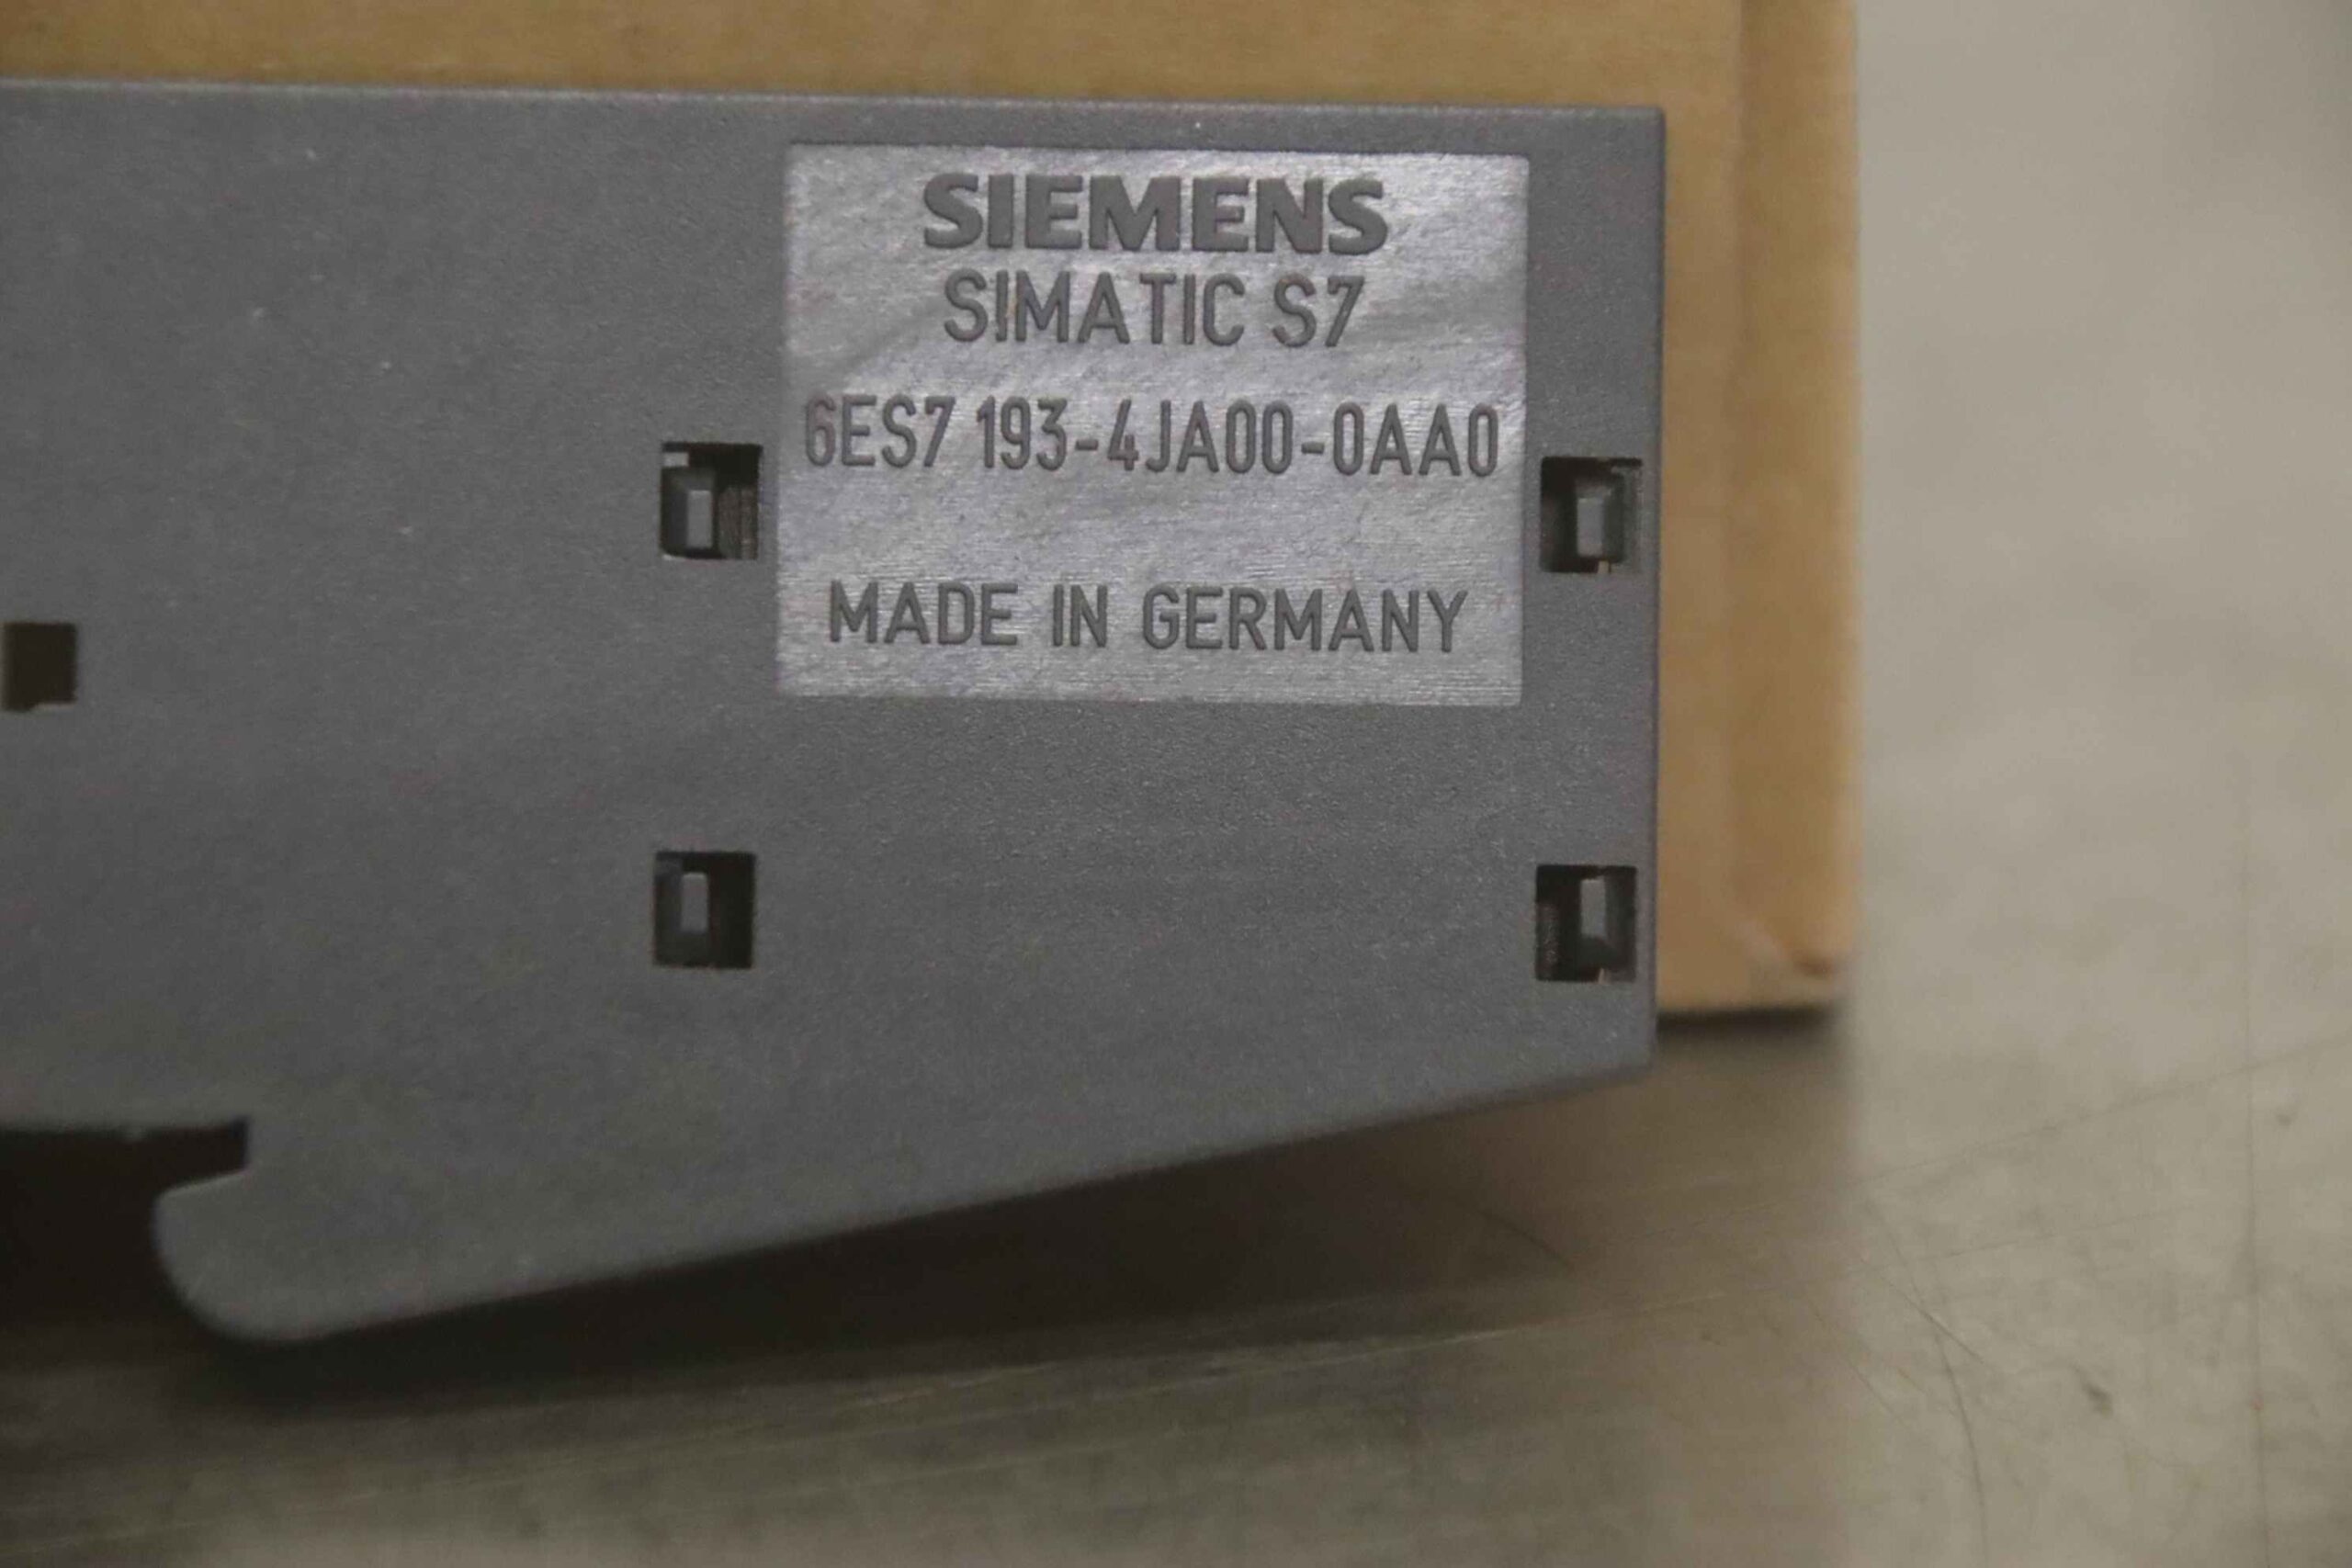 SIEMENS
SIMATIC S7
6ES7 193-4JA00-0AA0
MADE IN GERMANY